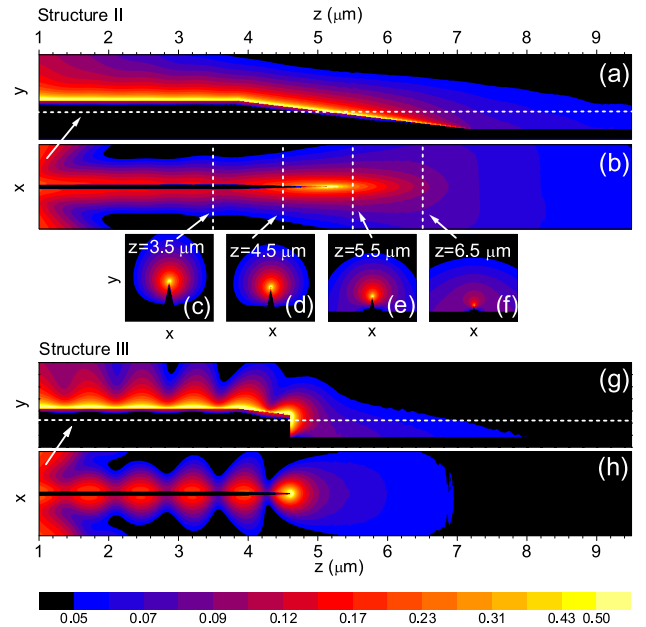 Structure II
z (μm)
1 2 3 4 5 6 7 8 9
y
(a)
x
(b)
z=3.5 μm z=4.5 μm z=5.5 μm z=6.5 μm
y
(c) (d) (e) (f)
x x x x
Structure III
y
(g)
x
(h)
1 2 3 4 5 6 7 8 9
z (μm)
0.05 0.07 0.09 0.12 0.17 0.23 0.31 0.43 0.50